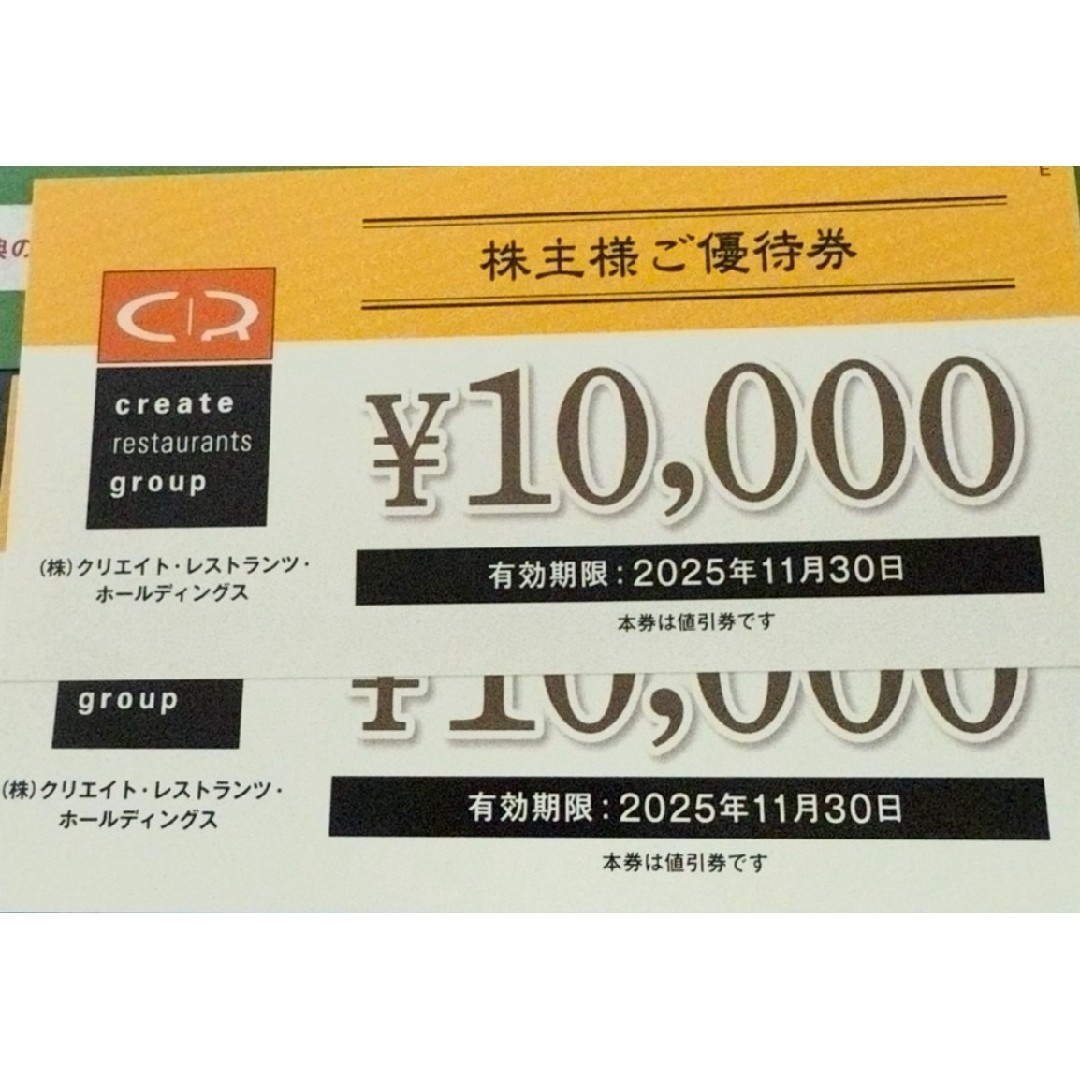 E
典の
株主様ご優待券
CR
create
restaurants
group
¥10,000
(株)クリエイト・レストランツ・
ホールディングス
有効期限:2025年11月30日
本券は値引券です
group
¥10,000
(株)クリエイト・レストランツ・
ホールディングス
有効期限:2025年11月30日
本券は値引券です